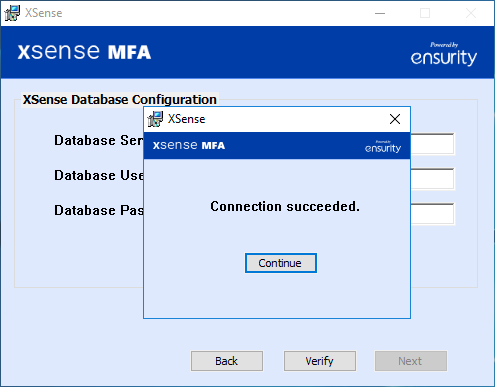 XSense
XSense MFA
Powered by
ensurity
XSense Database Configuration
Database Ser
Database Use
Database Pas
XSense
XSense MFA
Powered by
ensurity
Connection succeeded.
Continue
Back
Verify
Next